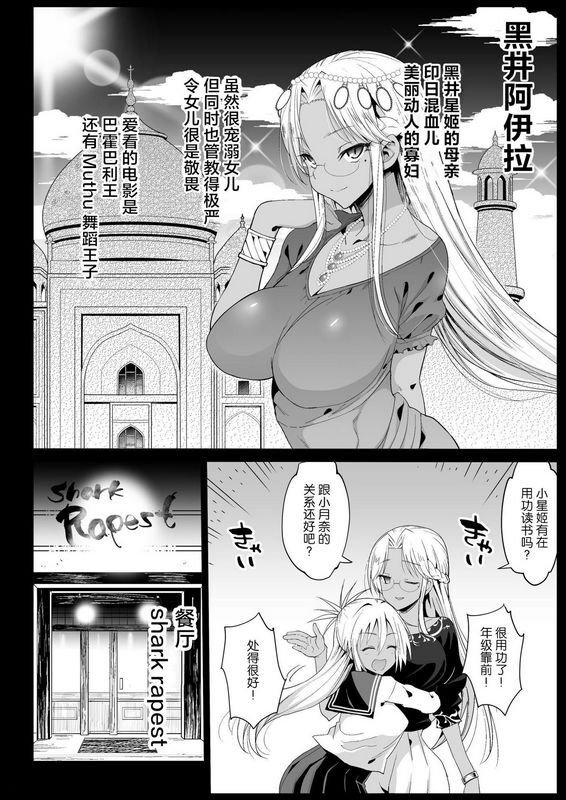 黑井阿伊拉
黑井星姬的母亲
印日混血儿
美丽动人的寡妇
虽然很宠溺女儿
但同时也管教得极严
令女儿很是敬畏
爱看的电影是
巴霍巴利王
还有 Muthu 舞蹈王子
小星姬有在
用功读书吗？
ぎゅい
很用功了！
年级靠前！
跟小月奈的
关系还好吧？
ぎゅい
处得很好！
shark
Rapest
餐厅
shark rapest